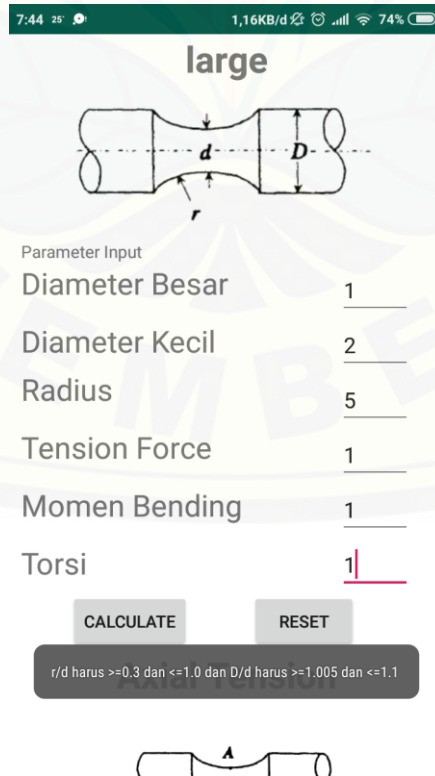 7:44 25° 1,16KB/d 74%
large
d
D
r
Parameter Input
Diameter Besar 1
Diameter Kecil 2
Radius 5
Tension Force 1
Momen Bending 1
Torsi 1
CALCULATE RESET
r/d harus >=0.3 dan <=1.0 dan D/d harus >=1.005 dan <=1.1
Axial Tension
A